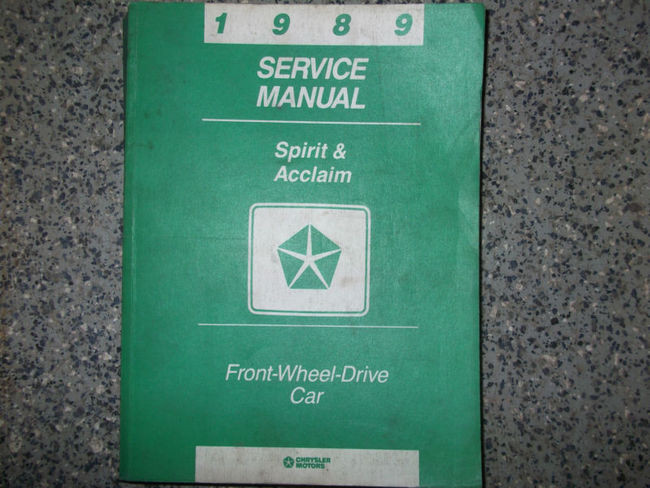 1989
SERVICE
MANUAL
Spirit &
Acclaim
Front-Wheel-Drive
Car
CHRYSLER
MOTORS